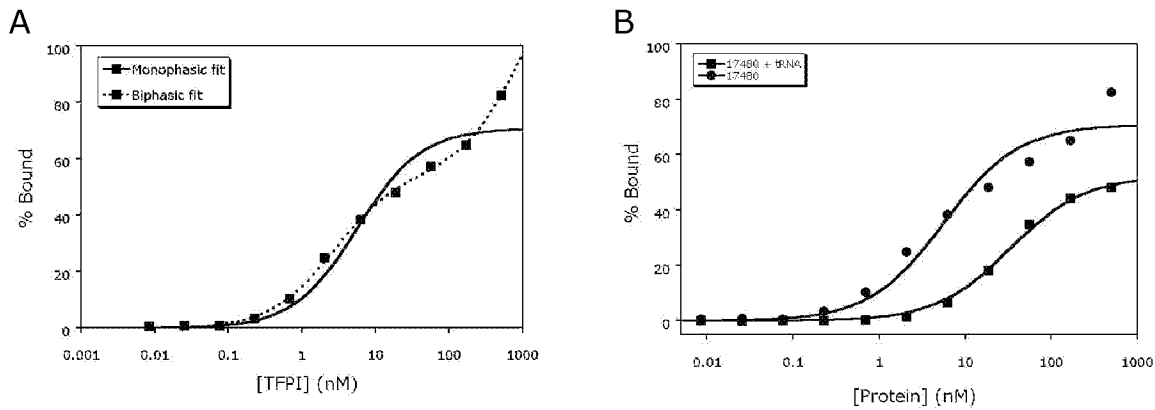 A
% Bound
100
80
60
40
20
0
Monophasic fit
Biphasic fit
0.001
0.01
0.1
1
10
100
1000
[TFPI] (nM)
B
% Bound
100
80
60
40
20
0
17480 + tRNA
17480
0.01
0.1
1
10
100
1000
[Protein] (nM)